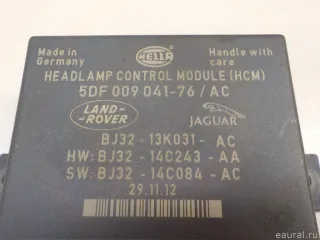 Made in
Germany
HELLA
Handle with
care
HEADLAMP CONTROL MODULE (HCM)
5DF 009 041-76 / AC
LAND-
ROVER
JAGUAR
BJ32 - 13K031 - AC
HW: BJ32 - 14C243 - AA
SW: BJ32 - 14C084 - AC
29.11.12
eaural.ru